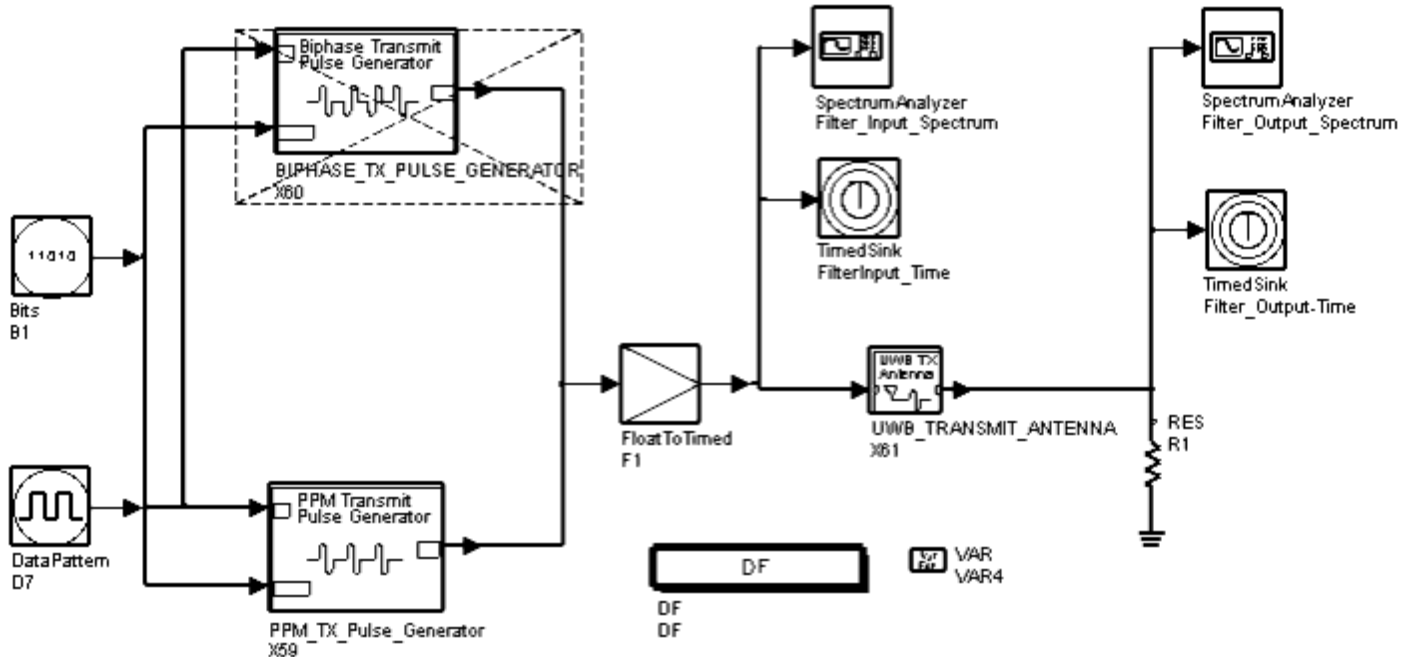 Biphase Transmit
Pulse Generator
BIPHASE_TX_PULSE_GENERATOR
X60
SpectrumAnalyzer
Filter_Input_Spectrum
SpectrumAnalyzer
Filter_Output_Spectrum
TimedSink
FilterInput_Time
TimedSink
Filter_Output-Time
11010
Bits
B1
FloatToTimed
F1
UWB TX
Antenna
UWB_TRANSMIT_ANTENNA
X61
RES
R1
DataPattern
D7
PPM Transmit
Pulse Generator
PPM_TX_Pulse_Generator
X59
DF
DF
DF
Var
Eqn
VAR
VAR4